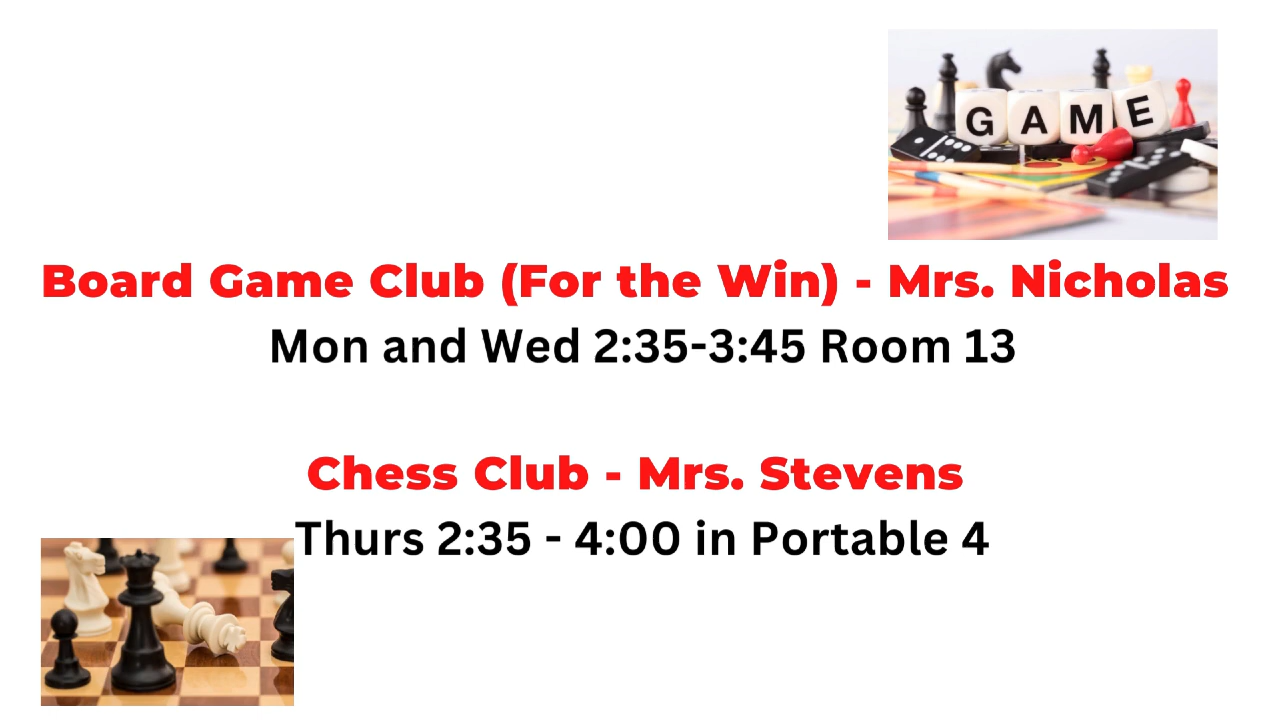 GAME
Board Game Club (For the Win) - Mrs. Nicholas
Mon and Wed 2:35-3:45 Room 13
Chess Club - Mrs. Stevens
Thurs 2:35 - 4:00 in Portable 4